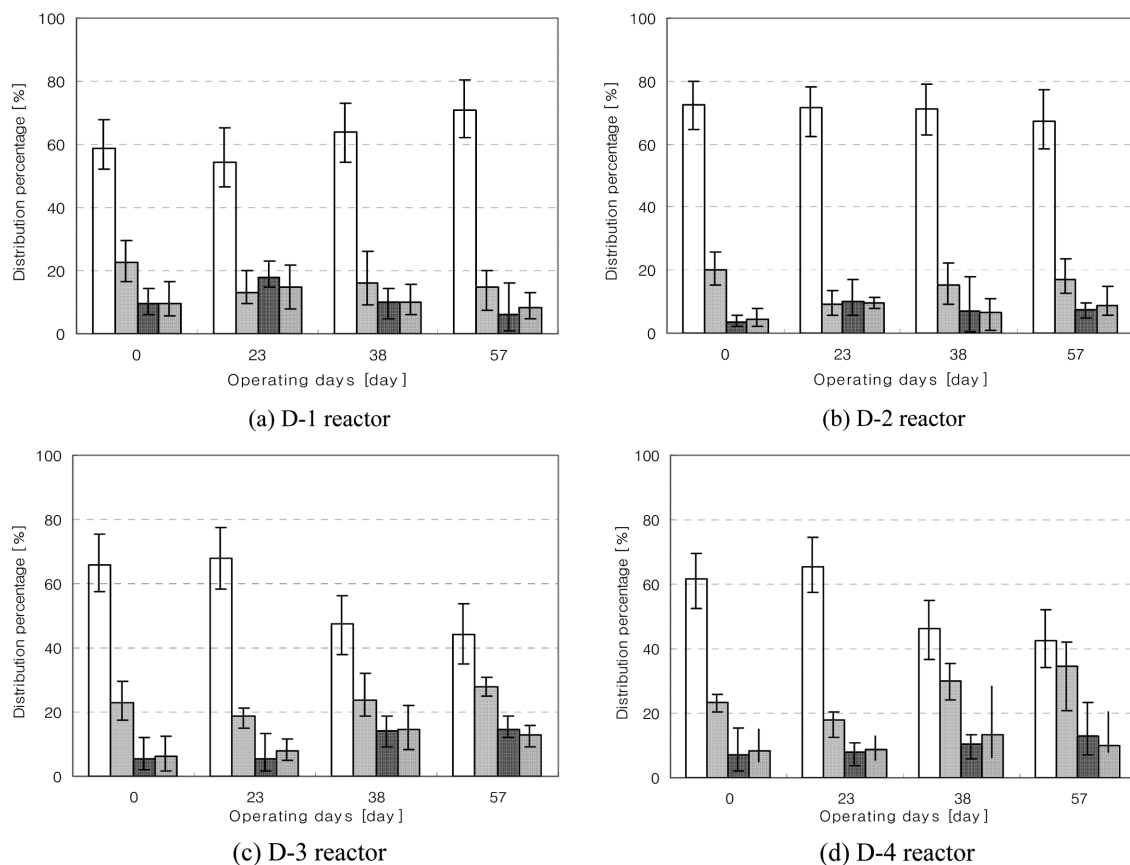 100
80
60
40
20
0
Distribution percentage [%]
0 23 38 57
Operating days [day]
(a) D-1 reactor
100
80
60
40
20
0
Distribution percentage [%]
0 23 38 57
Operating days [day]
(b) D-2 reactor
100
80
60
40
20
0
Distribution percentage [%]
0 23 38 57
Operating days [day]
(c) D-3 reactor
100
80
60
40
20
0
Distribution percentage [%]
0 23 38 57
Operating days [day]
(d) D-4 reactor